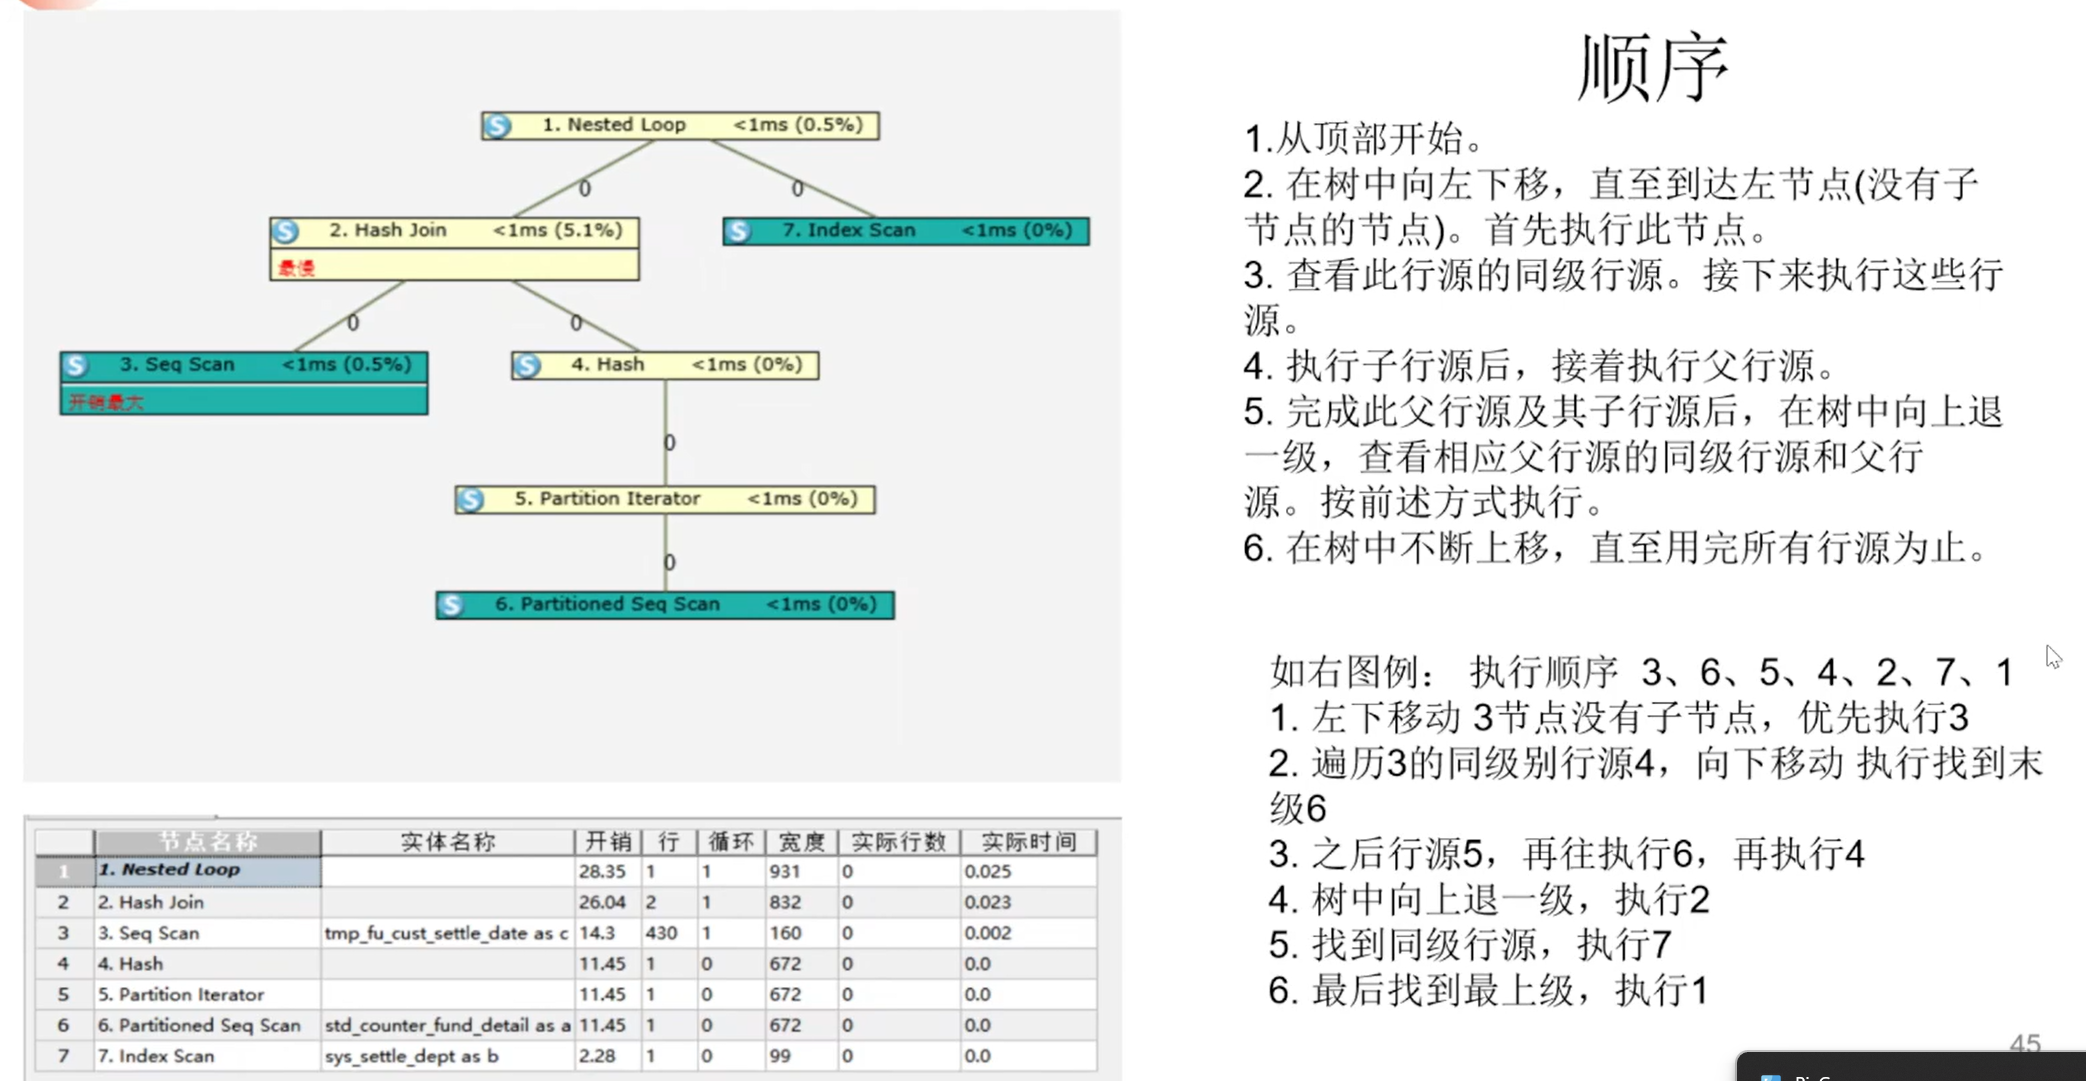 顺序
1. Nested Loop <1ms (0.5%)
0 0
2. Hash Join <1ms (5.1%)
最慢
7. Index Scan <1ms (0%)
0 0
3. Seq Scan <1ms (0.5%)
开销最大
4. Hash <1ms (0%)
0
5. Partition Iterator <1ms (0%)
0
6. Partitioned Seq Scan <1ms (0%)
节点名称 实体名称 开销 行 循环 宽度 实际行数 实际时间
1 1. Nested Loop 28.35 1 1 931 0 0.025
2 2. Hash Join 26.04 2 1 832 0 0.023
3 3. Seq Scan tmp_fu_cust_settle_date as c 14.3 430 1 160 0 0.002
4 4. Hash 11.45 1 0 672 0 0.0
5 5. Partition Iterator 11.45 1 0 672 0 0.0
6 6. Partitioned Seq Scan std_counter_fund_detail as a 11.45 1 0 672 0 0.0
7 7. Index Scan sys_settle_dept as b 2.28 1 0 99 0 0.0
1.从顶部开始。
2. 在树中向左下移，直至到达左节点(没有子
节点的节点)。首先执行此节点。
3. 查看此行源的同级行源。接下来执行这些行
源。
4. 执行子行源后，接着执行父行源。
5. 完成此父行源及其子行源后，在树中向上退
一级，查看相应父行源的同级行源和父行
源。按前述方式执行。
6. 在树中不断上移，直至用完所有行源为止。
如右图例： 执行顺序 3、6、5、4、2、7、1
1. 左下移动 3节点没有子节点，优先执行3
2. 遍历3的同级别行源4，向下移动 执行找到末
级6
3. 之后行源5，再往执行6，再执行4
4. 树中向上退一级，执行2
5. 找到同级行源，执行7
6. 最后找到最上级，执行1
45